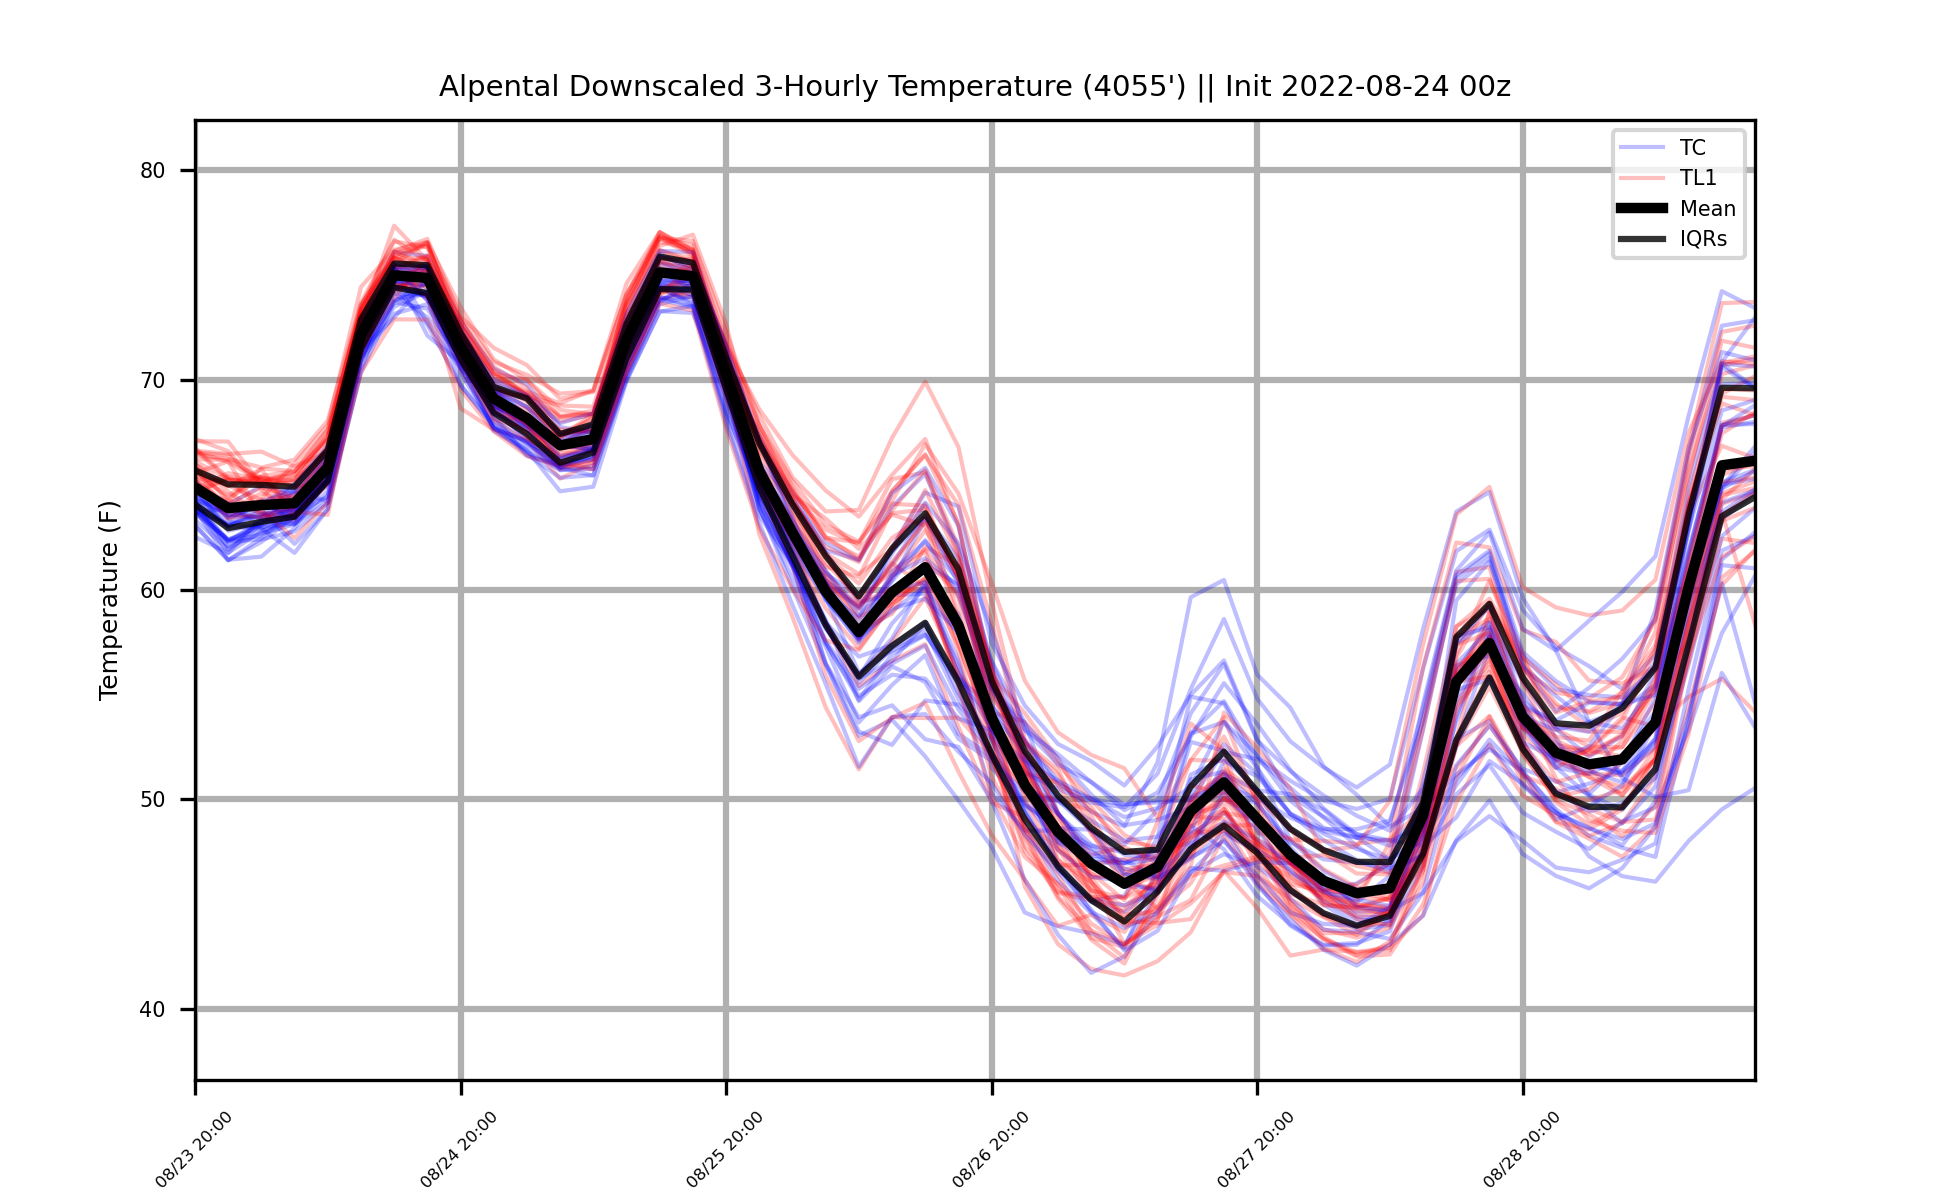 Alpental Downscaled 3-Hourly Temperature (4055') || Init 2022-08-24 00z
TC
TL1
Mean
IQRs
Temperature (F)
80
70
60
50
40
08/23 20:00
08/24 20:00
08/25 20:00
08/26 20:00
08/27 20:00
08/28 20:00